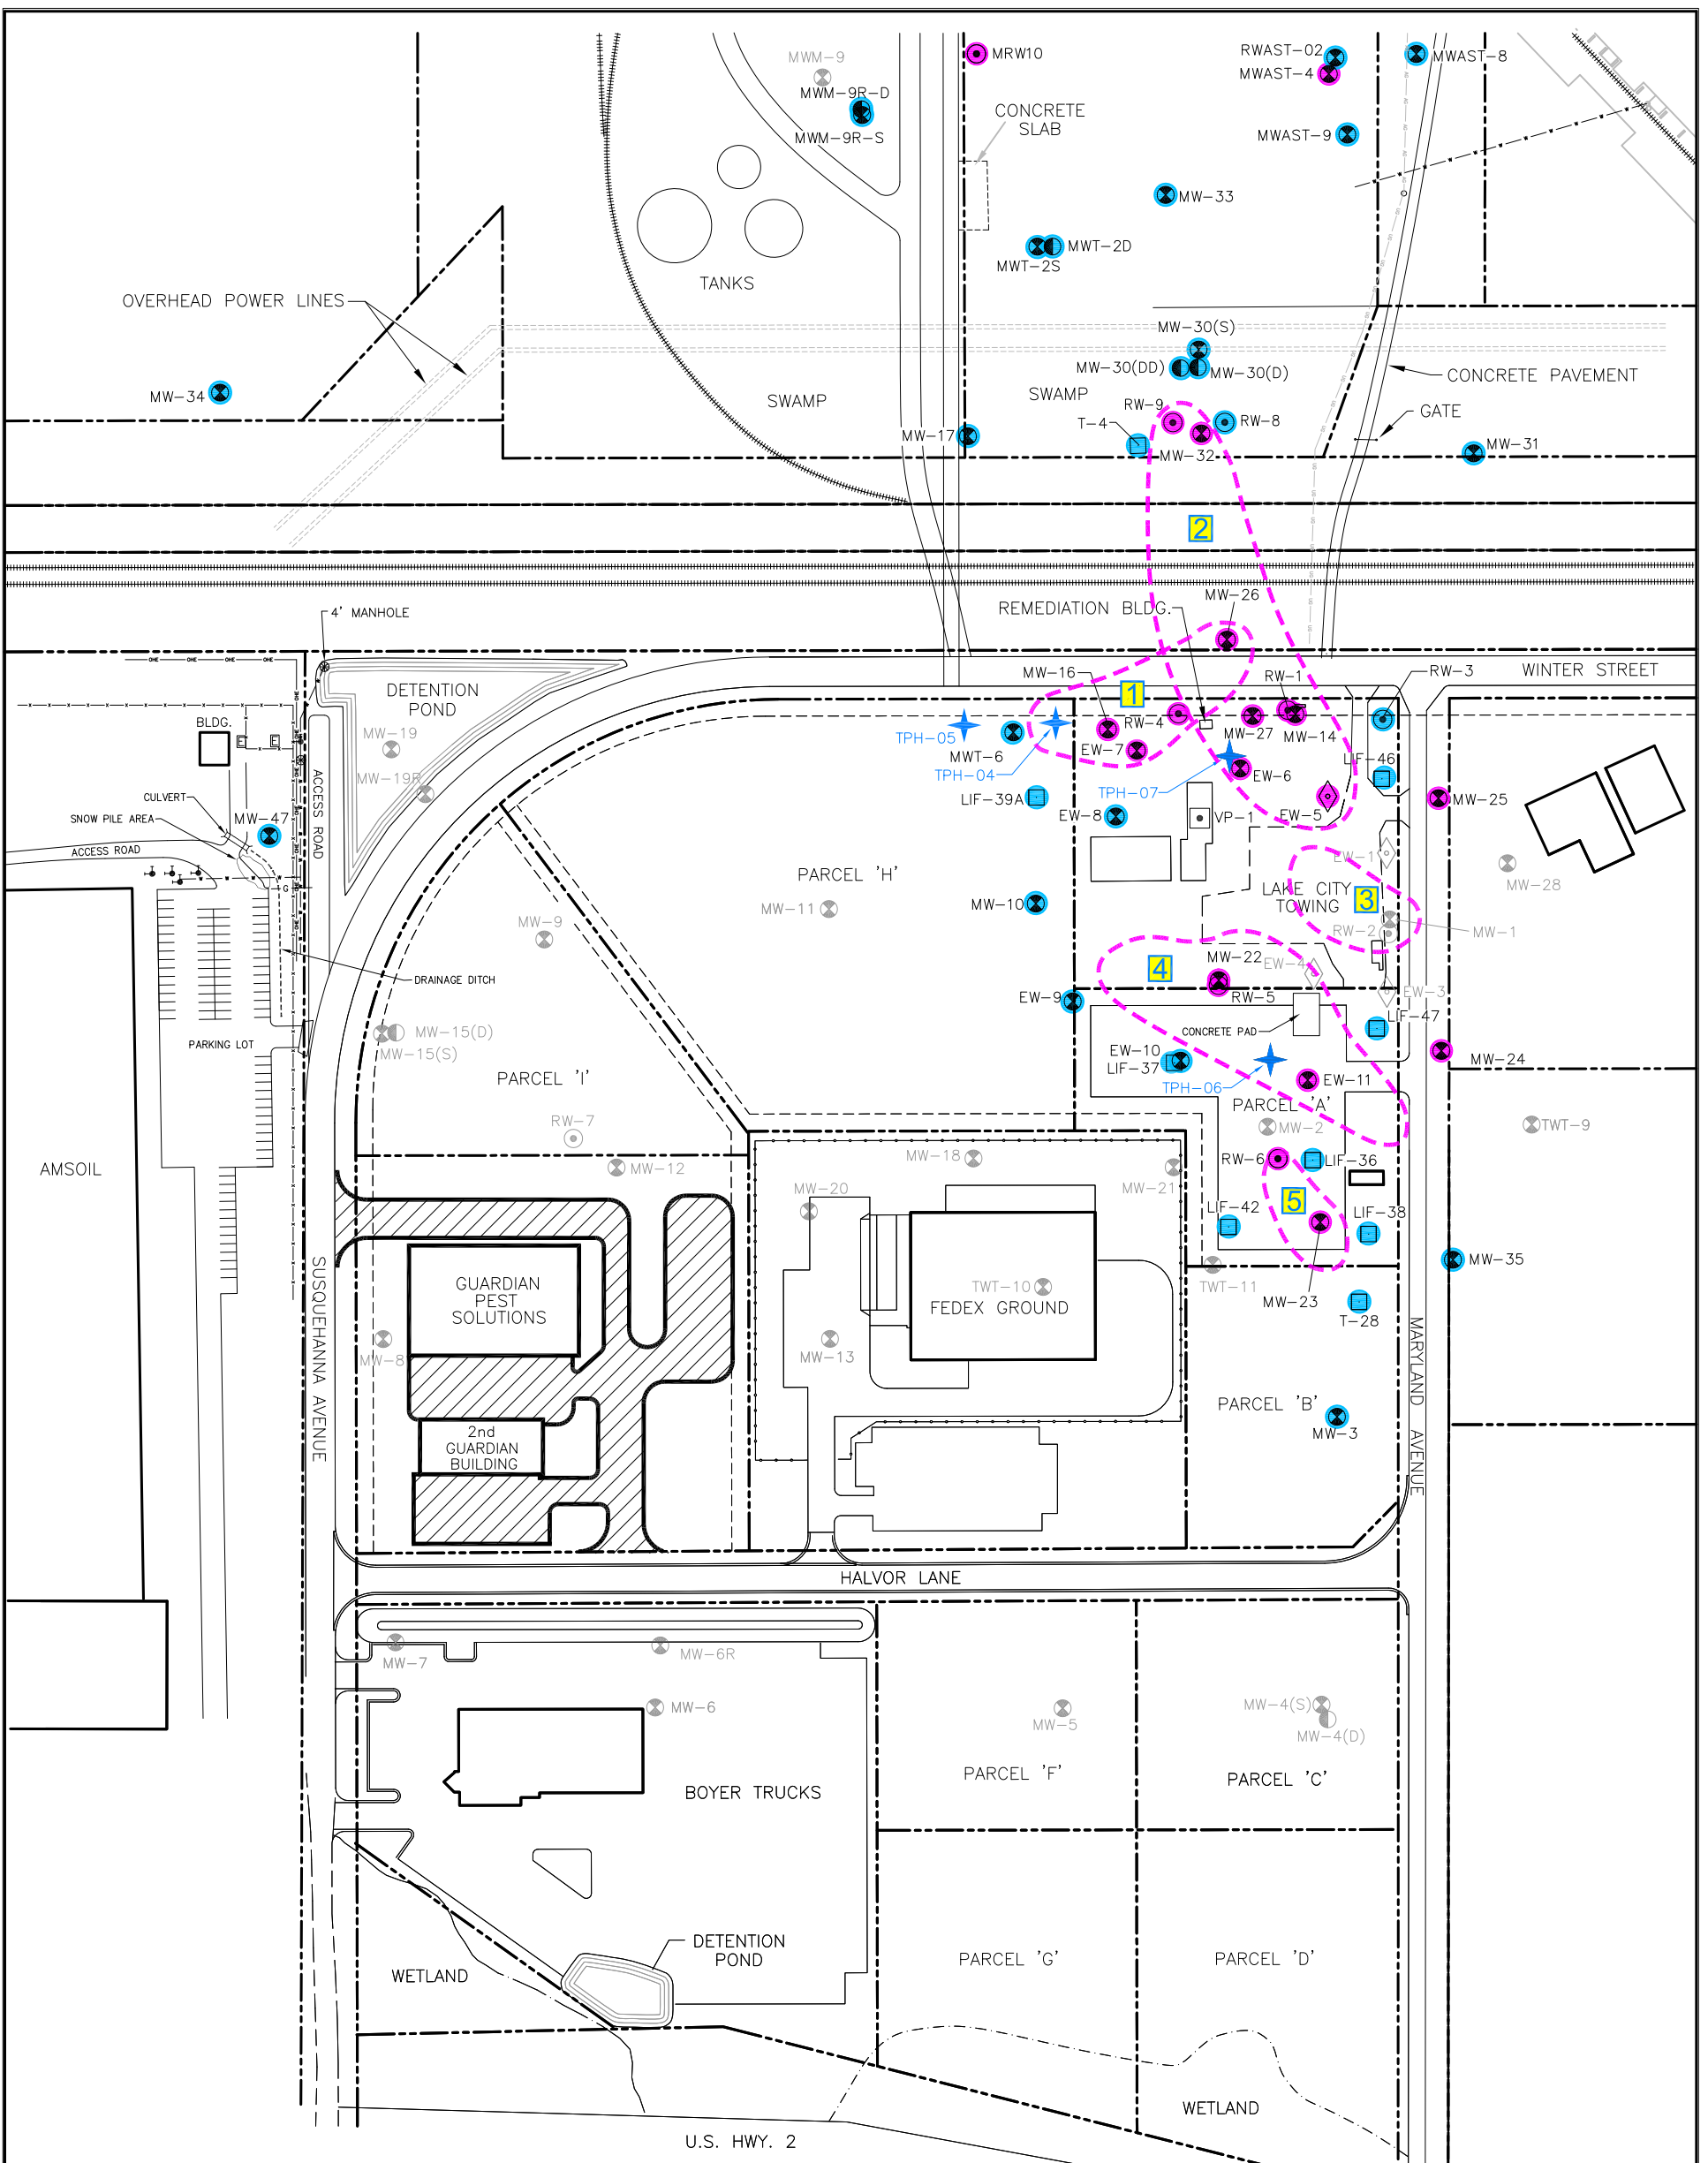 MWM-9
MWM-9R-D
MWM-9R-S
MRW10
RWAST-02
MWAST-4
MWAST-8
MWAST-9
CONCRETE
SLAB
MW-33
MWT-2D
MWT-2S
TANKS
OVERHEAD POWER LINES
MW-30(S)
MW-30(DD)
MW-30(D)
CONCRETE PAVEMENT
MW-34
SWAMP
SWAMP
RW-9
RW-8
GATE
T-4
MW-17
MW-32
MW-31
2
4' MANHOLE
REMEDIATION BLDG.
MW-26
WINTER STREET
DETENTION
POND
MW-16
1
RW-1
RW-3
BLDG.
E
E
MW-19
TPH-05
MWT-6
TPH-04
RW-4
EW-7
MW-27
MW-14
LIF-46
MW-19R
ACCESS ROAD
CULVERT
SNOW PILE AREA
MW-47
ACCESS ROAD
G
LIF-39A
TPH-07
EW-6
EW-5
MW-25
EW-8
VP-1
EW-1
MW-28
PARCEL 'H'
LAKE CITY
TOWING
3
MW-11
MW-10
MW-9
RW-2
MW-1
DRAINAGE DITCH
4
MW-22
EW-4
EW-9
RW-5
EW-3
LIF-47
CONCRETE PAD
PARKING LOT
MW-15(D)
MW-15(S)
EW-10
LIF-37
TPH-06
EW-11
MW-24
PARCEL 'I'
PARCEL 'A'
MW-2
RW-7
TWT-9
AMSOIL
MW-12
MW-18
MW-21
RW-6
LIF-36
MW-20
5
LIF-42
LIF-38
SUSQUEHANNA AVENUE
GUARDIAN
PEST
SOLUTIONS
TWT-10
FEDEX GROUND
TWT-11
MW-23
MW-35
T-28
MW-8
MW-13
MARYLAND AVENUE
PARCEL 'B'
MW-3
2nd
GUARDIAN
BUILDING
HALVOR LANE
MW-7
MW-6R
MW-6
MW-5
MW-4(S)
MW-4(D)
BOYER TRUCKS
PARCEL 'F'
PARCEL 'C'
DETENTION
POND
WETLAND
PARCEL 'G'
PARCEL 'D'
WETLAND
U.S. HWY. 2